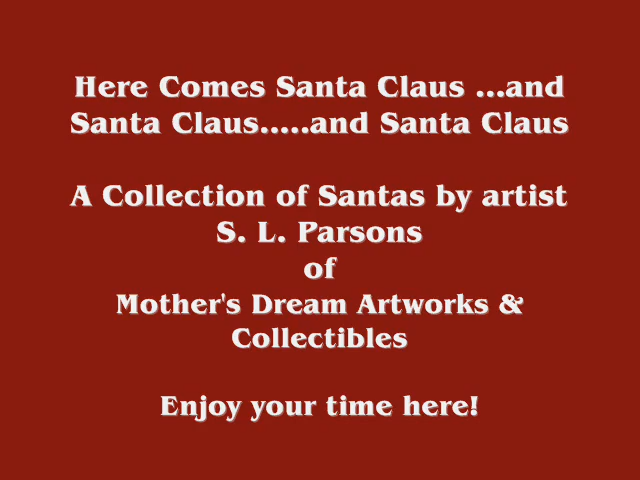 Here Comes Santa Claus ...and
Santa Claus.....and Santa Claus
A Collection of Santas by artist
S. L. Parsons
of
Mother's Dream Artworks &
Collectibles
Enjoy your time here!